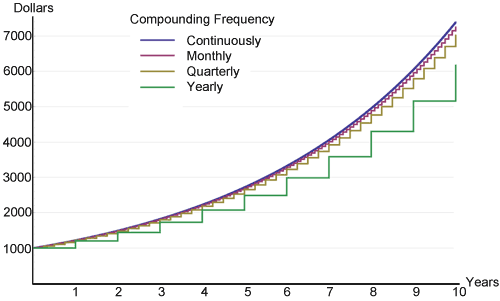 Dollars
Compounding Frequency
Continuously
Monthly
Quarterly
Yearly
7000
6000
5000
4000
3000
2000
1000
1 2 3 4 5 6 7 8 9 10
Years